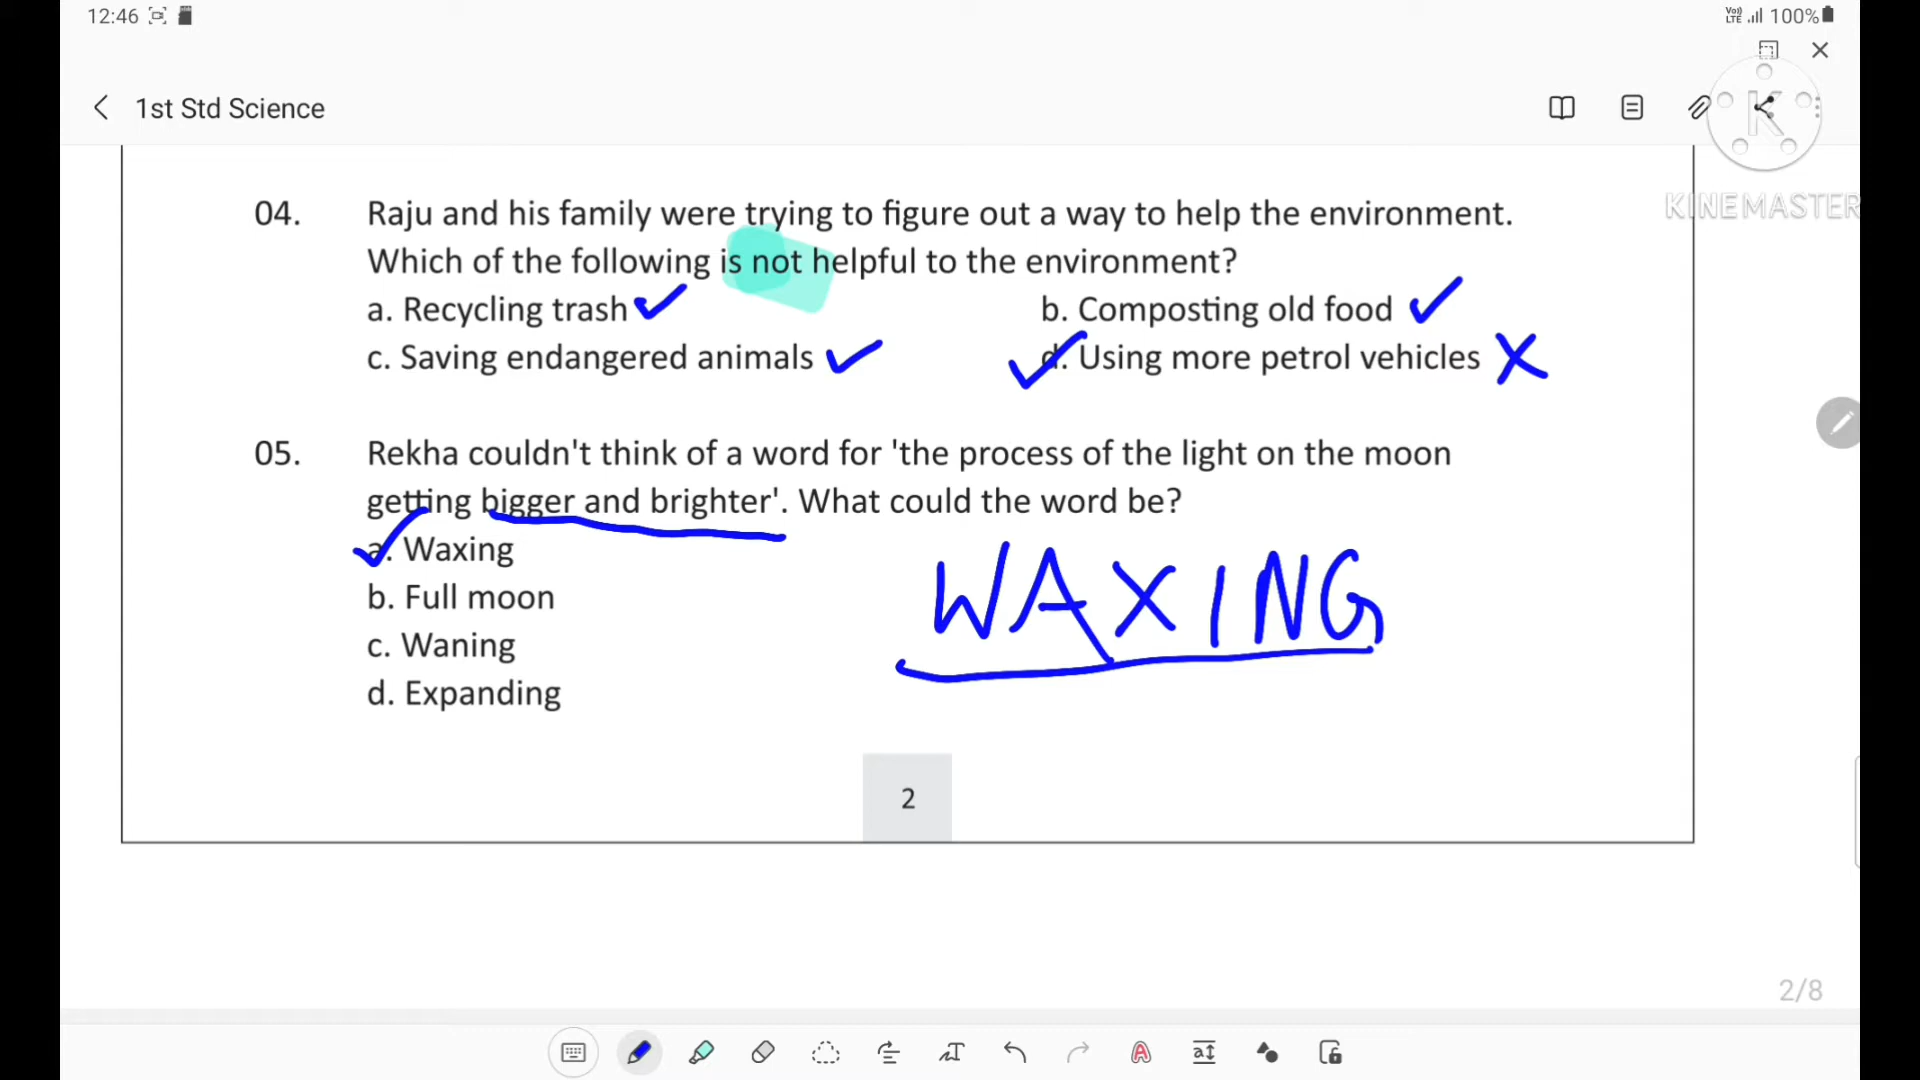 12:46
Vo)) LTE 100%
1st Std Science
K
KINEMASTER
04. Raju and his family were trying to figure out a way to help the environment.
Which of the following is not helpful to the environment?
a. Recycling trash b. Composting old food
c. Saving endangered animals d. Using more petrol vehicles
05. Rekha couldn't think of a word for 'the process of the light on the moon
getting bigger and brighter'. What could the word be?
a. Waxing
b. Full moon
c. Waning
d. Expanding
WAXING
2
2/8